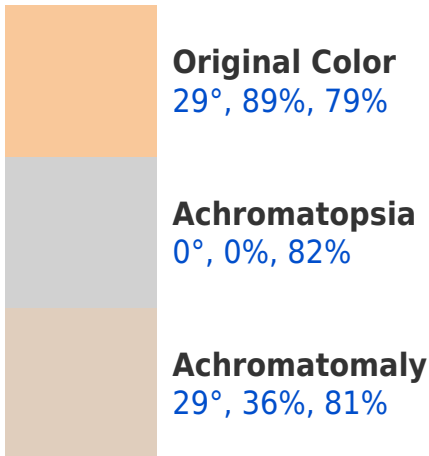 Original Color
29°, 89%, 79%
Achromatopsia
0°, 0%, 82%
Achromatomaly
29°, 36%, 81%